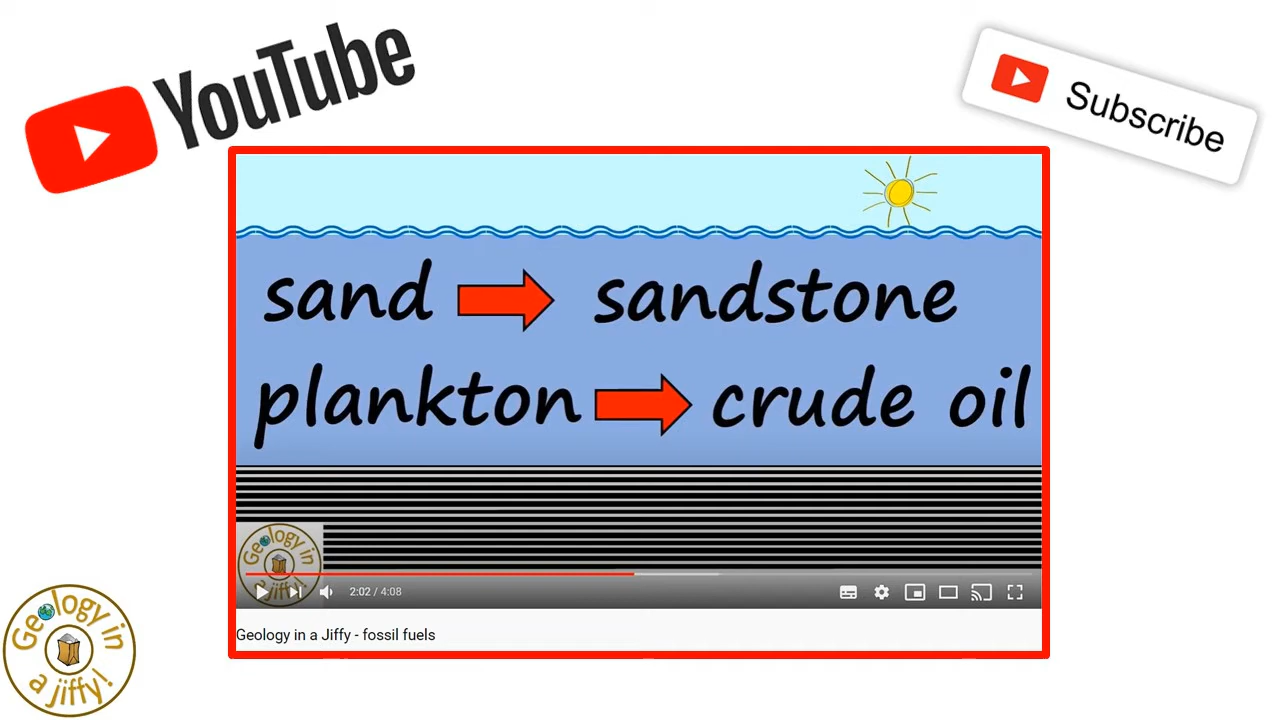 YouTube
Subscribe
sand sandstone
plankton crude oil
Geology in
a jiffy!
2:02 / 4:08
Geology in a Jiffy - fossil fuels
Geology in
a jiffy!